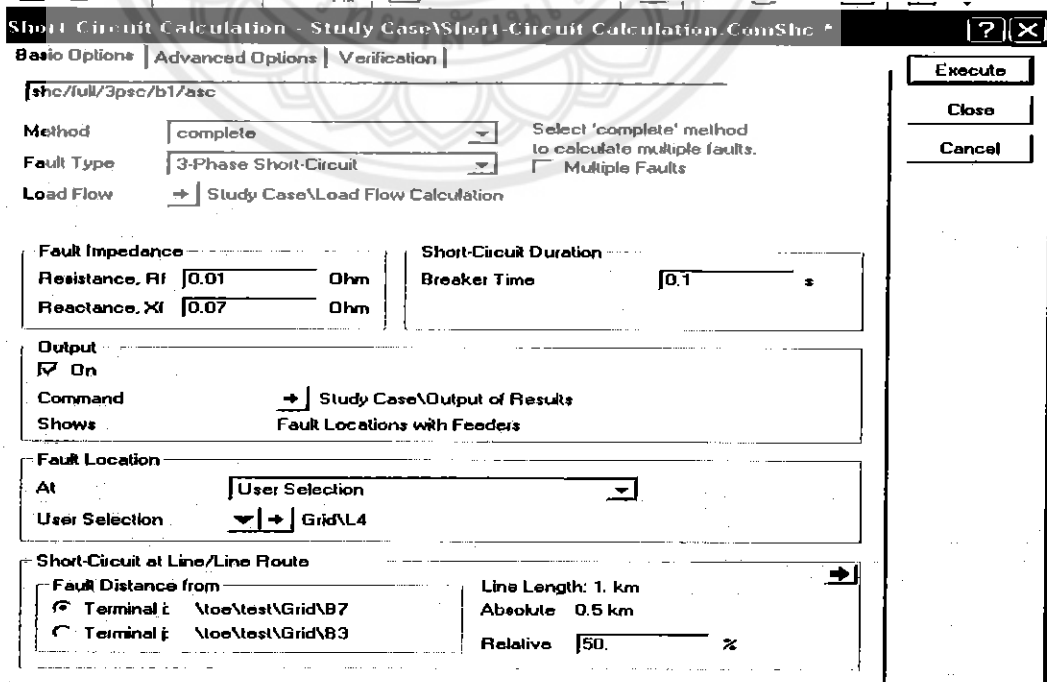 Short-Circuit Calculation - Study Case\Short-Circuit Calculation.ComShc *
Basic Options | Advanced Options | Verification |
Execute
shc/full/3psc/b1/asc
Close
Method complete
Select 'complete' method
to calculate multiple faults.
Cancel
Fault Type 3-Phase Short-Circuit
Multiple Faults
Load Flow Study Case\Load Flow Calculation
Fault Impedance
Short-Circuit Duration
Resistance, Rf 0.01 Ohm
Breaker Time 0.1 s
Reactance, Xf 0.07 Ohm
Output
On
Command Study Case\Output of Results
Shows Fault Locations with Feeders
Fault Location
At User Selection
User Selection Grid\L4
Short-Circuit at Line/Line Route
Fault Distance from
Line Length: 1. km
Terminal i: \toe\test\Grid\B7
Absolute 0.5 km
Terminal j: \toe\test\Grid\B3
Relative 50. %